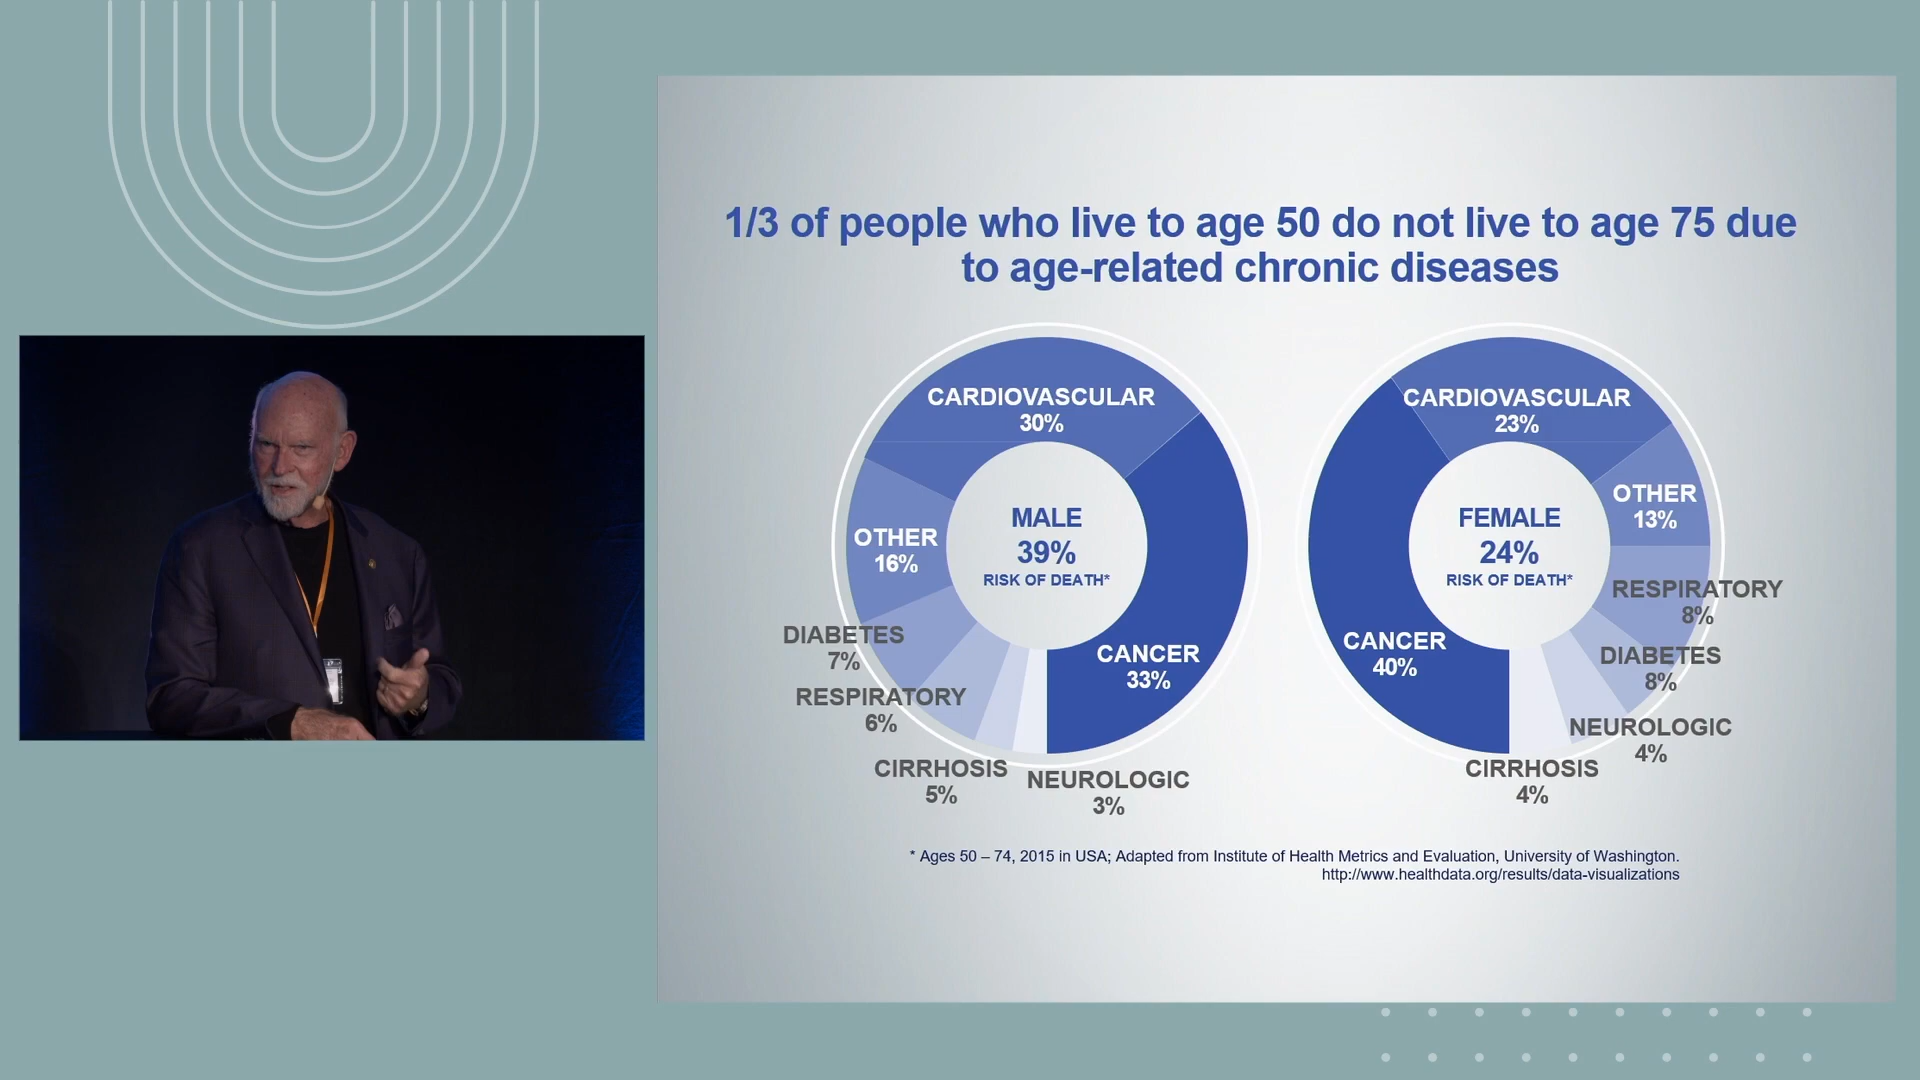 1/3 of people who live to age 50 do not live to age 75 due
to age-related chronic diseases
CARDIOVASCULAR
30%
OTHER
16%
MALE
39%
RISK OF DEATH*
DIABETES
7%
CANCER
33%
RESPIRATORY
6%
CIRRHOSIS
5%
NEUROLOGIC
3%
CARDIOVASCULAR
23%
OTHER
13%
FEMALE
24%
RISK OF DEATH*
RESPIRATORY
8%
CANCER
40%
DIABETES
8%
NEUROLOGIC
4%
CIRRHOSIS
4%
* Ages 50 – 74, 2015 in USA; Adapted from Institute of Health Metrics and Evaluation, University of Washington.
http://www.healthdata.org/results/data-visualizations